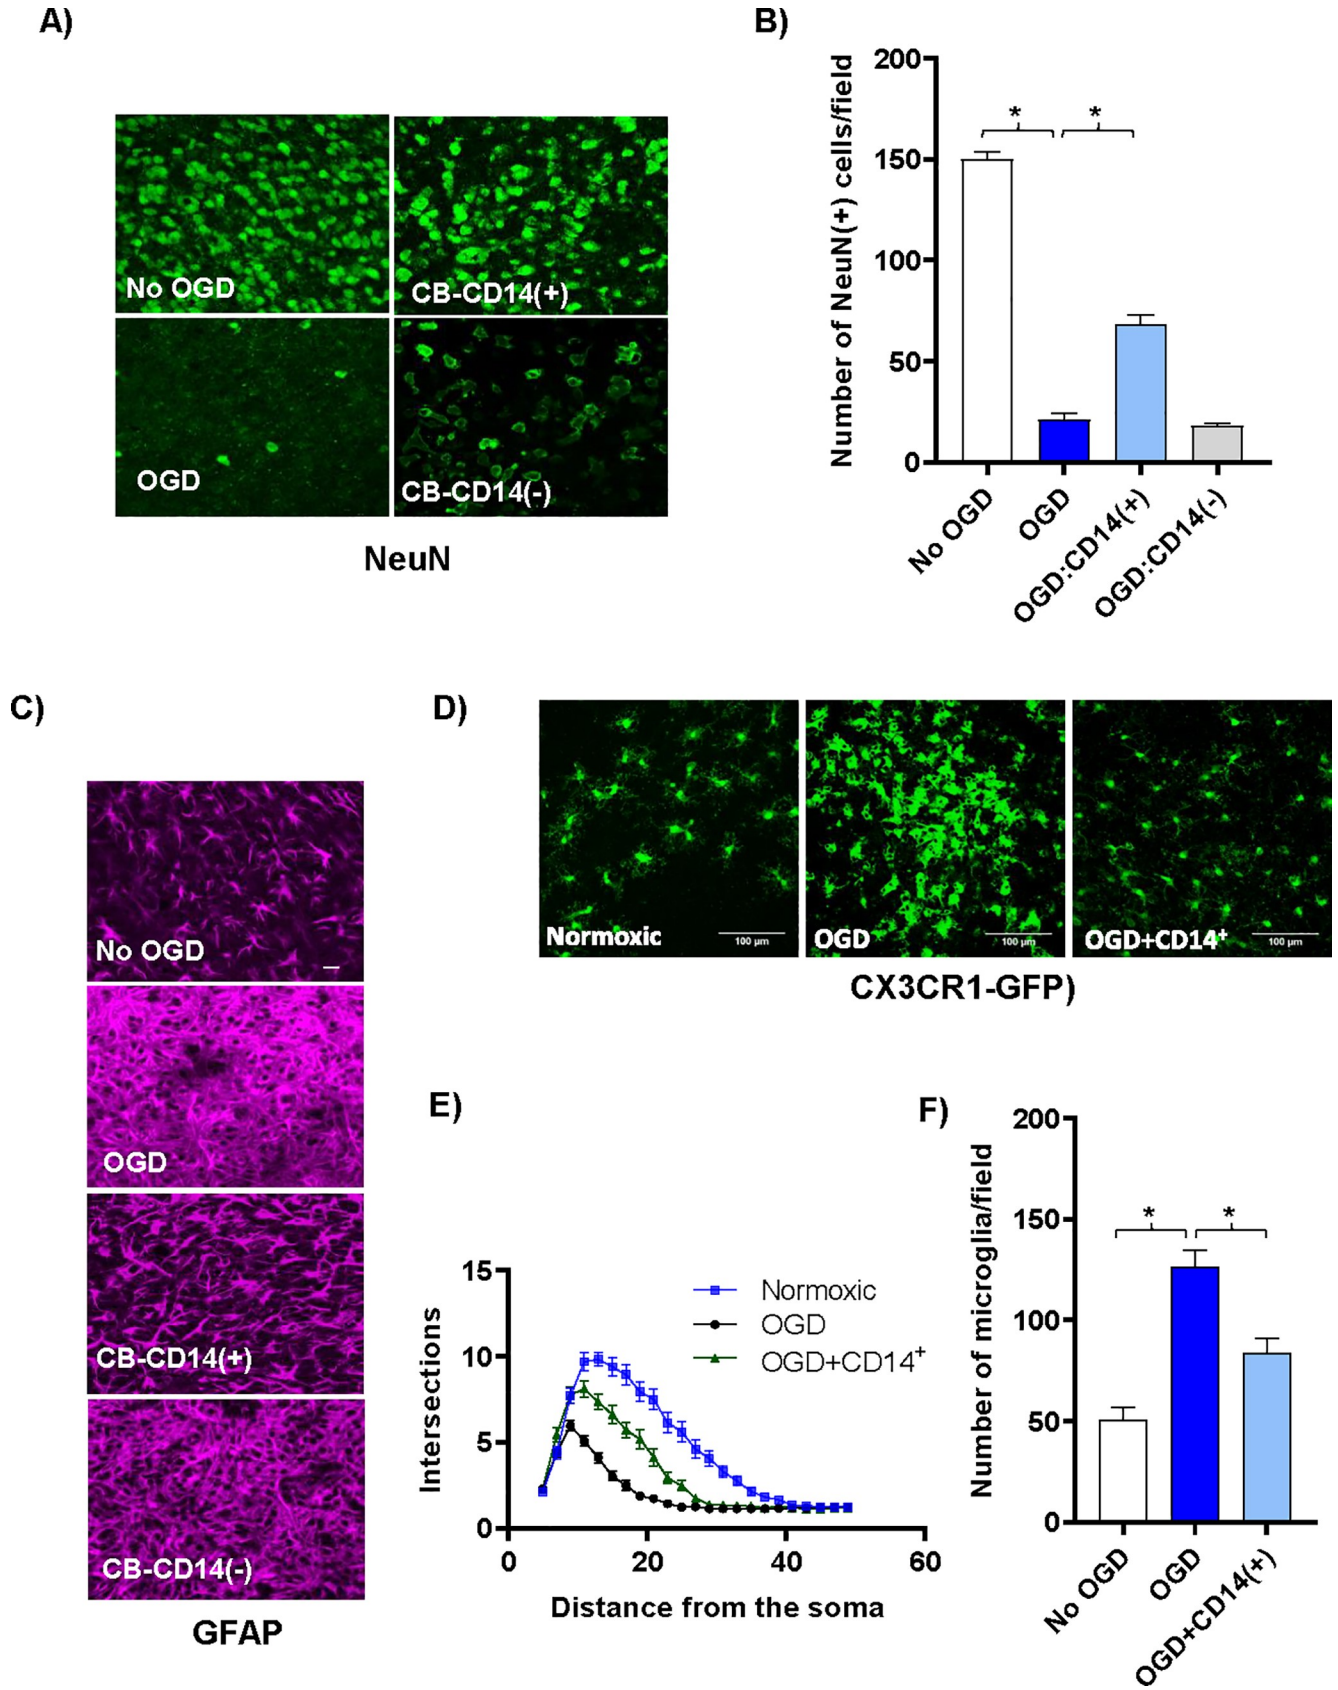 A)
No OGD
CB-CD14(+)
OGD
CB-CD14(-)
NeuN
B)
Number of NeuN(+) cells/field
200
150
100
50
0
*
*
No OGD
OGD
OGD:CD14(+)
OGD:CD14(-)
C)
No OGD
OGD
CB-CD14(+)
CB-CD14(-)
GFAP
D)
Normoxic
100 µm
OGD
100 µm
OGD+CD14⁺
100 µm
CX3CR1-GFP)
E)
Intersections
15
10
5
0
0
20
40
60
Distance from the soma
Normoxic
OGD
OGD+CD14⁺
F)
Number of microglia/field
200
150
100
50
0
*
*
No OGD
OGD
OGD+CD14(+)